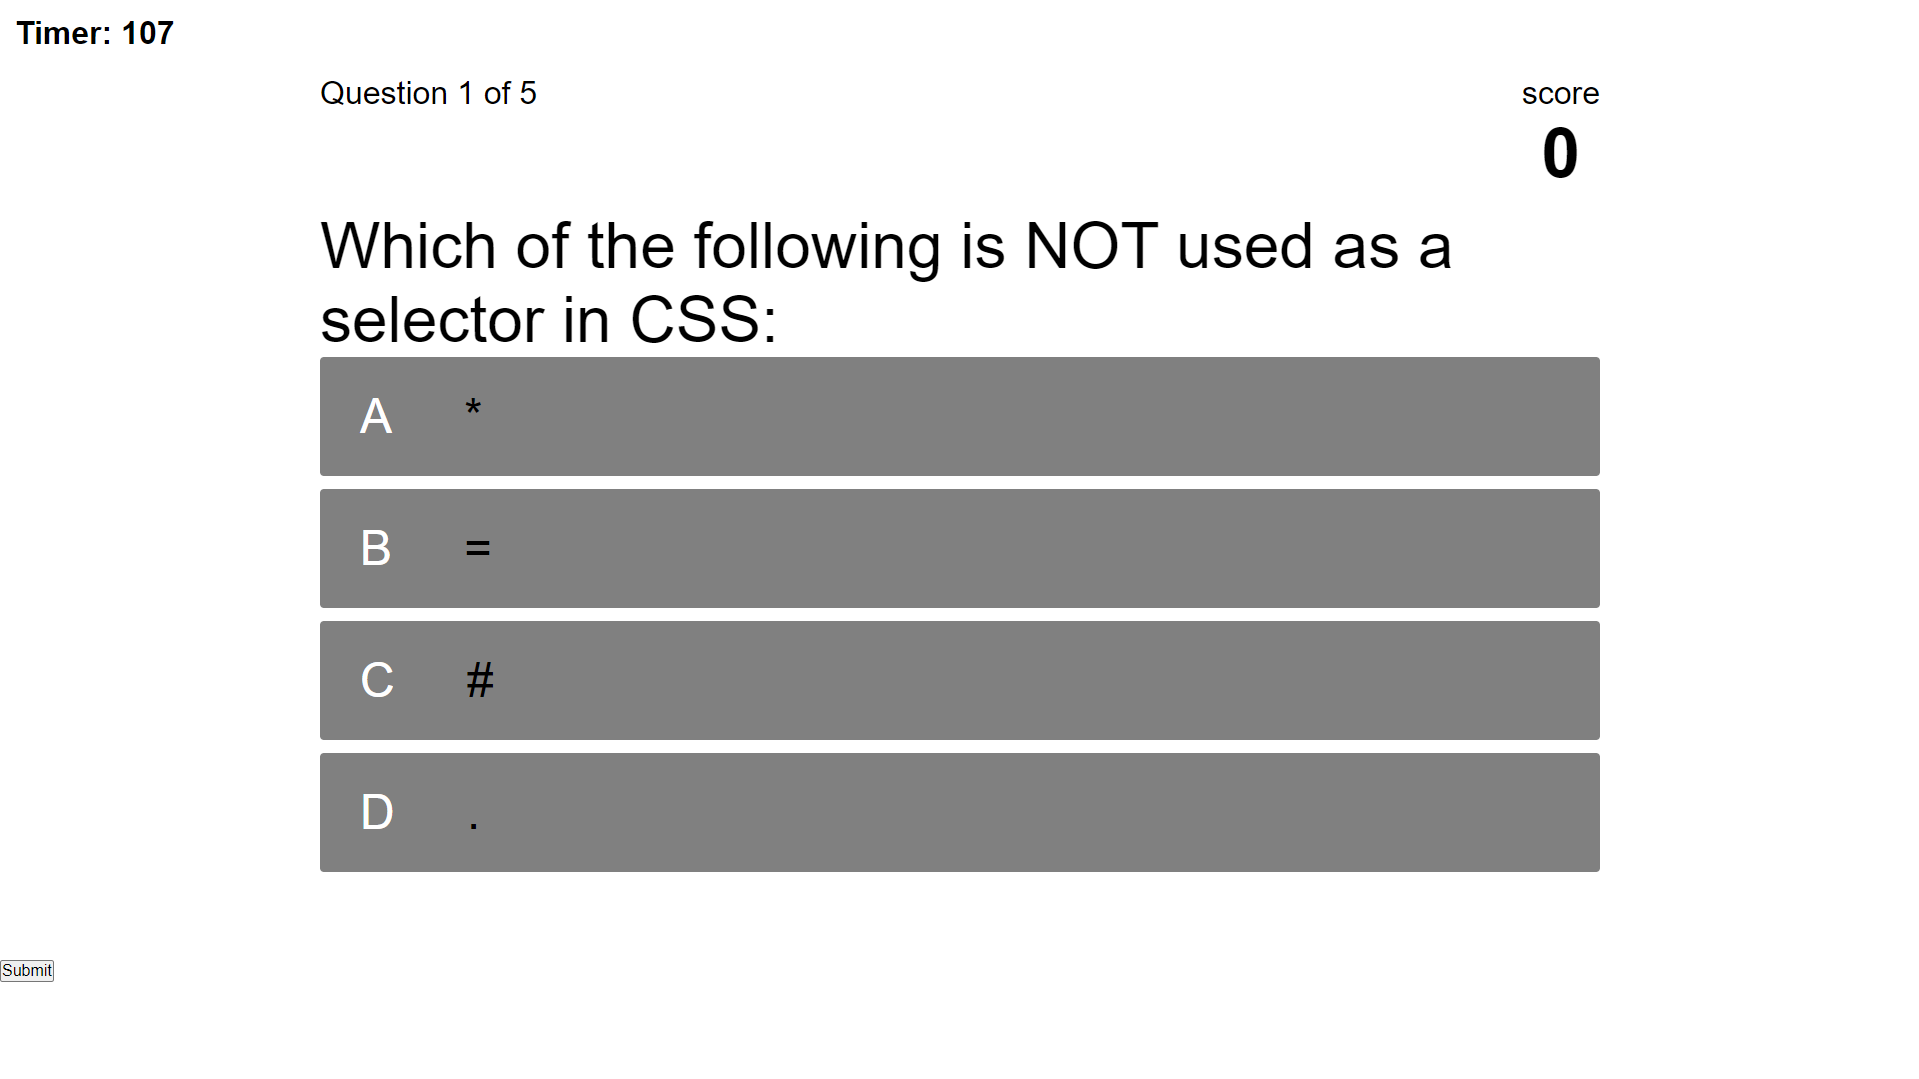 Timer: 107
Question 1 of 5
score
0
Which of the following is NOT used as a
selector in CSS:
A *
B =
C #
D .
Submit